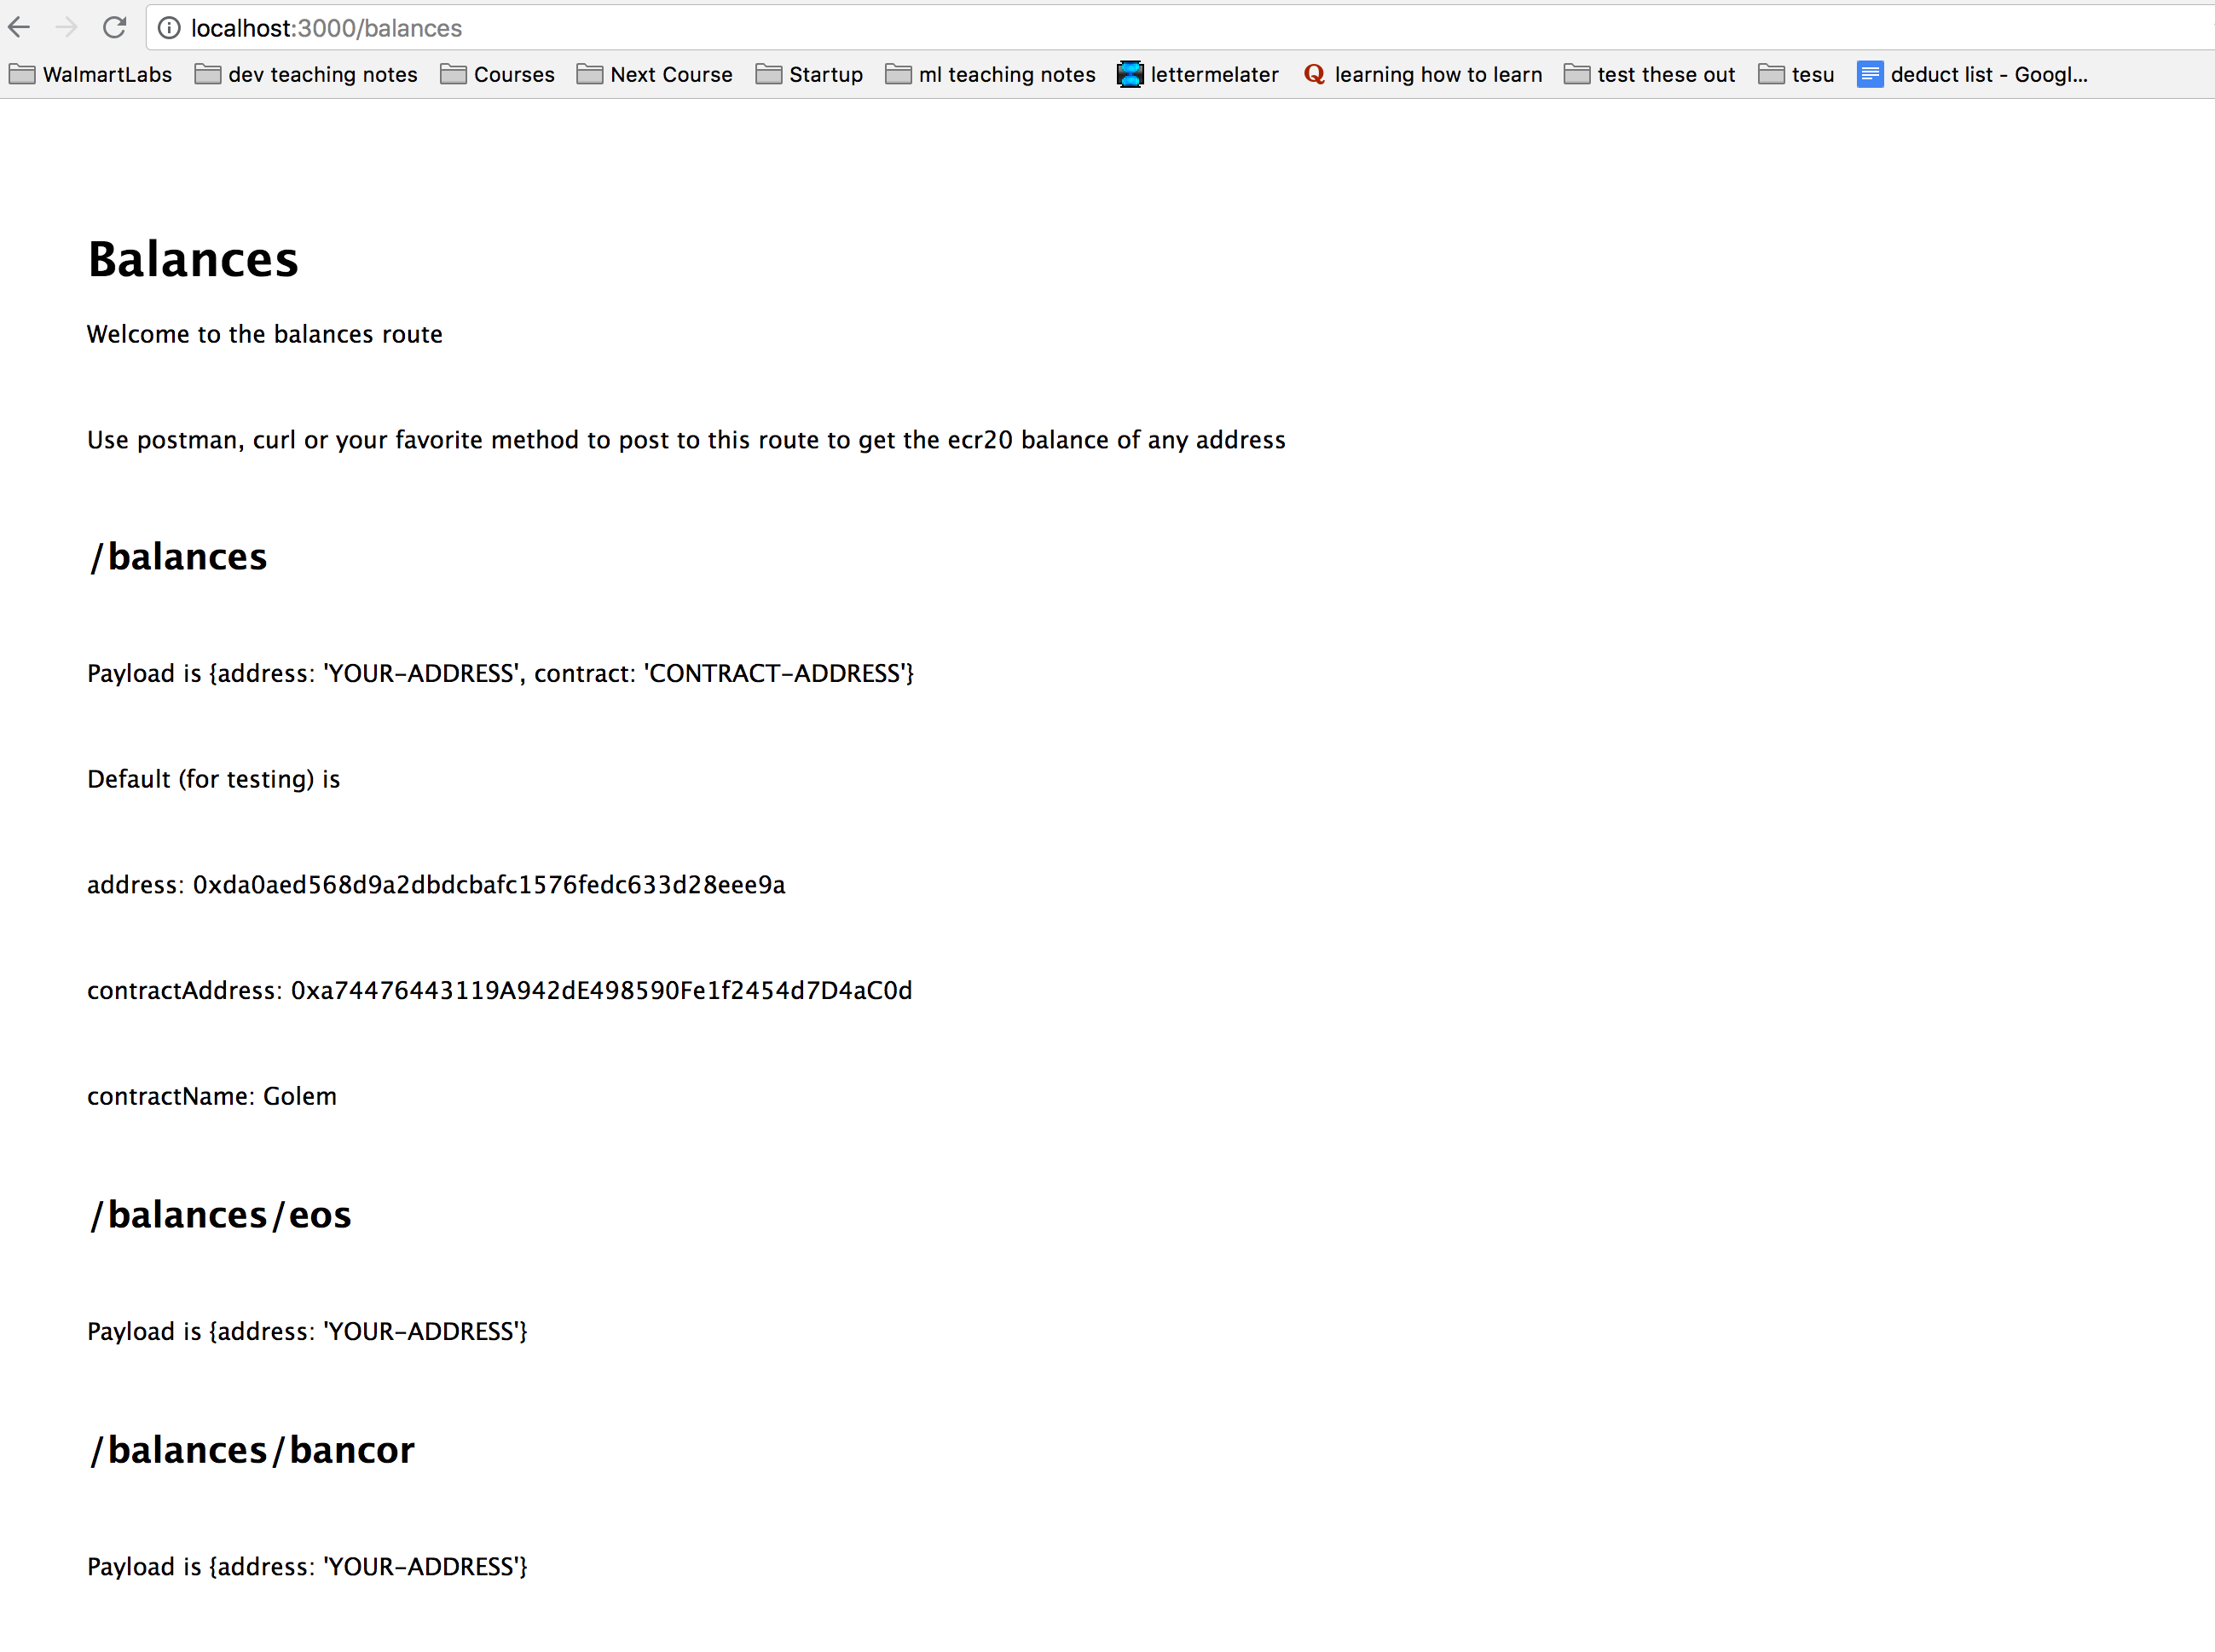 localhost:3000/balances
WalmartLabs dev teaching notes Courses Next Course Startup ml teaching notes lettermelater Q learning how to learn test these out tesu deduct list - Googl...
Balances
Welcome to the balances route
Use postman, curl or your favorite method to post to this route to get the ecr20 balance of any address
/balances
Payload is {address: 'YOUR-ADDRESS', contract: 'CONTRACT-ADDRESS'}
Default (for testing) is
address: 0xda0aed568d9a2dbdcbafc1576fedc633d28eee9a
contractAddress: 0xa74476443119A942dE498590Fe1f2454d7D4aC0d
contractName: Golem
/balances/eos
Payload is {address: 'YOUR-ADDRESS'}
/balances/bancor
Payload is {address: 'YOUR-ADDRESS'}